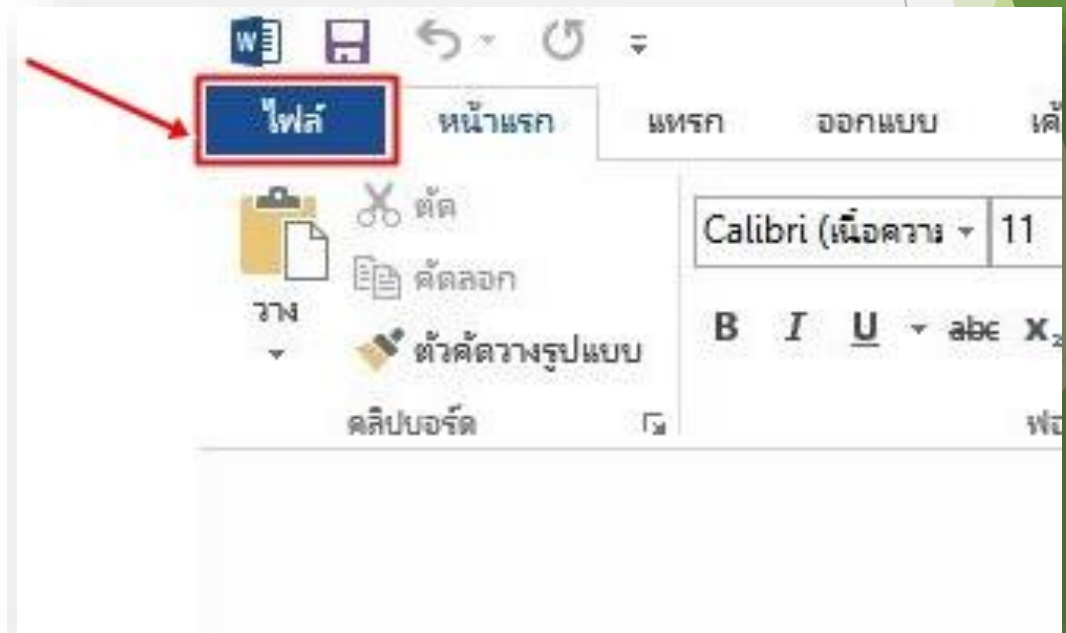 ไฟล์ หน้าแรก แทรก ออกแบบ
ตัด
Calibri (เนื้อความ 11
คัดลอก
วาง
B I U abc X₂
ตัวคัดวางรูปแบบ
คลิปบอร์ด